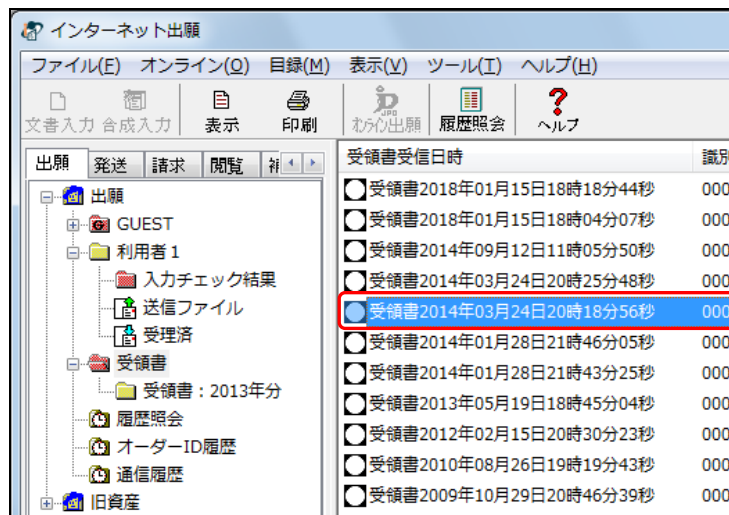 インターネット出願
ファイル(F) オンライン(O) 目録(M) 表示(V) ツール(T) ヘルプ(H)
文書入力 合成入力 表示 印刷 オンライン出願 履歴照会 ヘルプ
出願 発送 請求 閲覧
受領書受信日時
出願
GUEST
利用者1
入力チェック結果
送信ファイル
受理済
受領書
受領書：2013年分
履歴照会
オーダーID履歴
通信履歴
旧資産
受領書2018年01月15日18時18分44秒 000
受領書2018年01月15日18時04分07秒 000
受領書2014年09月12日11時05分50秒 000
受領書2014年03月24日20時25分48秒 000
受領書2014年03月24日20時18分56秒 000
受領書2014年01月28日21時46分05秒 000
受領書2014年01月28日21時43分25秒 000
受領書2013年05月19日18時45分04秒 000
受領書2012年02月15日20時30分23秒 000
受領書2010年08月26日19時19分43秒 000
受領書2009年10月29日20時46分39秒 000